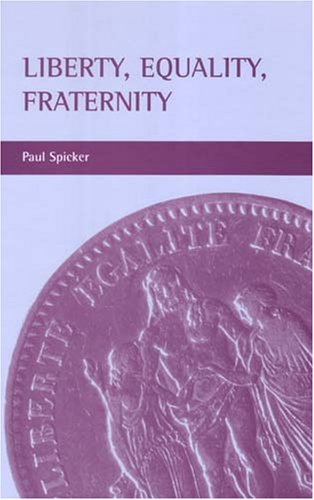 LIBERTY, EQUALITY,
FRATERNITY
Paul Spicker
LIBERTE EGALITE FRA